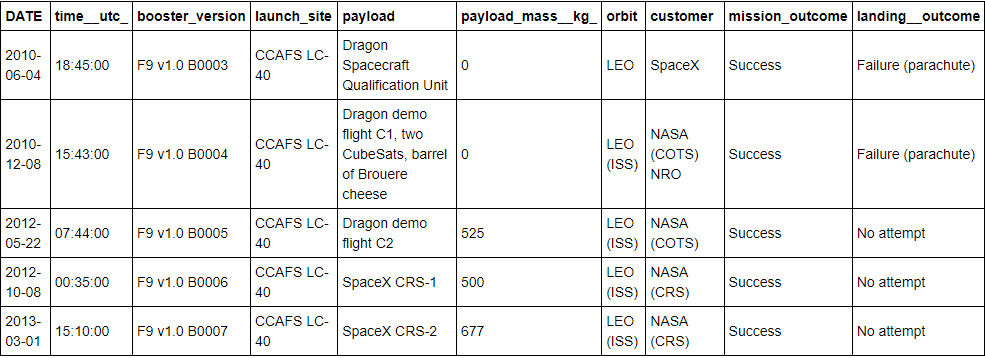 DATE time__utc_ booster_version launch_site payload payload_mass__kg_ orbit customer mission_outcome landing__outcome
2010-
06-04
18:45:00
F9 v1.0 B0003
CCAFS LC-
40
Dragon
Spacecraft
Qualification Unit
0
LEO
SpaceX
Success
Failure (parachute)
2010-
12-08
15:43:00
F9 v1.0 B0004
CCAFS LC-
40
Dragon demo
flight C1, two
CubeSats, barrel
of Brouere
cheese
0
LEO
(ISS)
NASA
(COTS)
NRO
Success
Failure (parachute)
2012-
05-22
07:44:00
F9 v1.0 B0005
CCAFS LC-
40
Dragon demo
flight C2
525
LEO
(ISS)
NASA
(COTS)
Success
No attempt
2012-
10-08
00:35:00
F9 v1.0 B0006
CCAFS LC-
40
SpaceX CRS-1
500
LEO
(ISS)
NASA
(CRS)
Success
No attempt
2013-
03-01
15:10:00
F9 v1.0 B0007
CCAFS LC-
40
SpaceX CRS-2
677
LEO
(ISS)
NASA
(CRS)
Success
No attempt